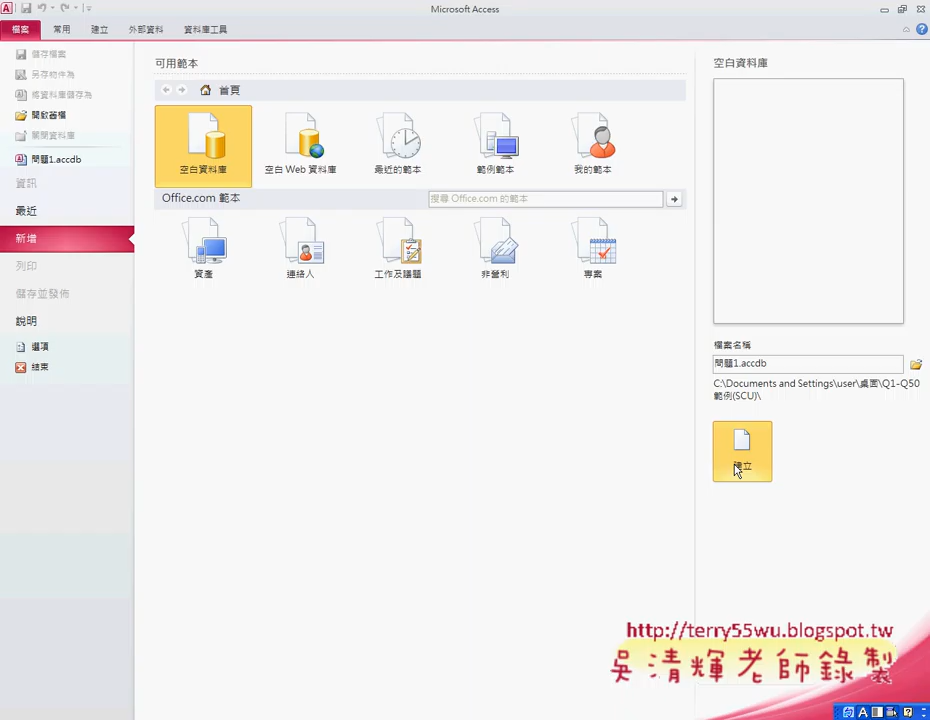 Microsoft Access
檔案 常用 建立 外部資料 資料庫工具
儲存檔案
另存物件為
將資料庫儲存為
開啟舊檔
關閉資料庫
問題1.accdb
資訊
最近
新增
列印
儲存並發佈
說明
選項
結束
可用範本
首頁
空白資料庫 空白 Web 資料庫 最近的範本 範例範本 我的範本
Office.com 範本 搜尋 Office.com 的範本
資產 連絡人 工作及議題 非營利 專案
空白資料庫
檔案名稱
問題1.accdb
C:\Documents and Settings\user\桌面\Q1-Q50
範例(SCU)\
建立
http://terry55wu.blogspot.tw
吳清輝老師錄製